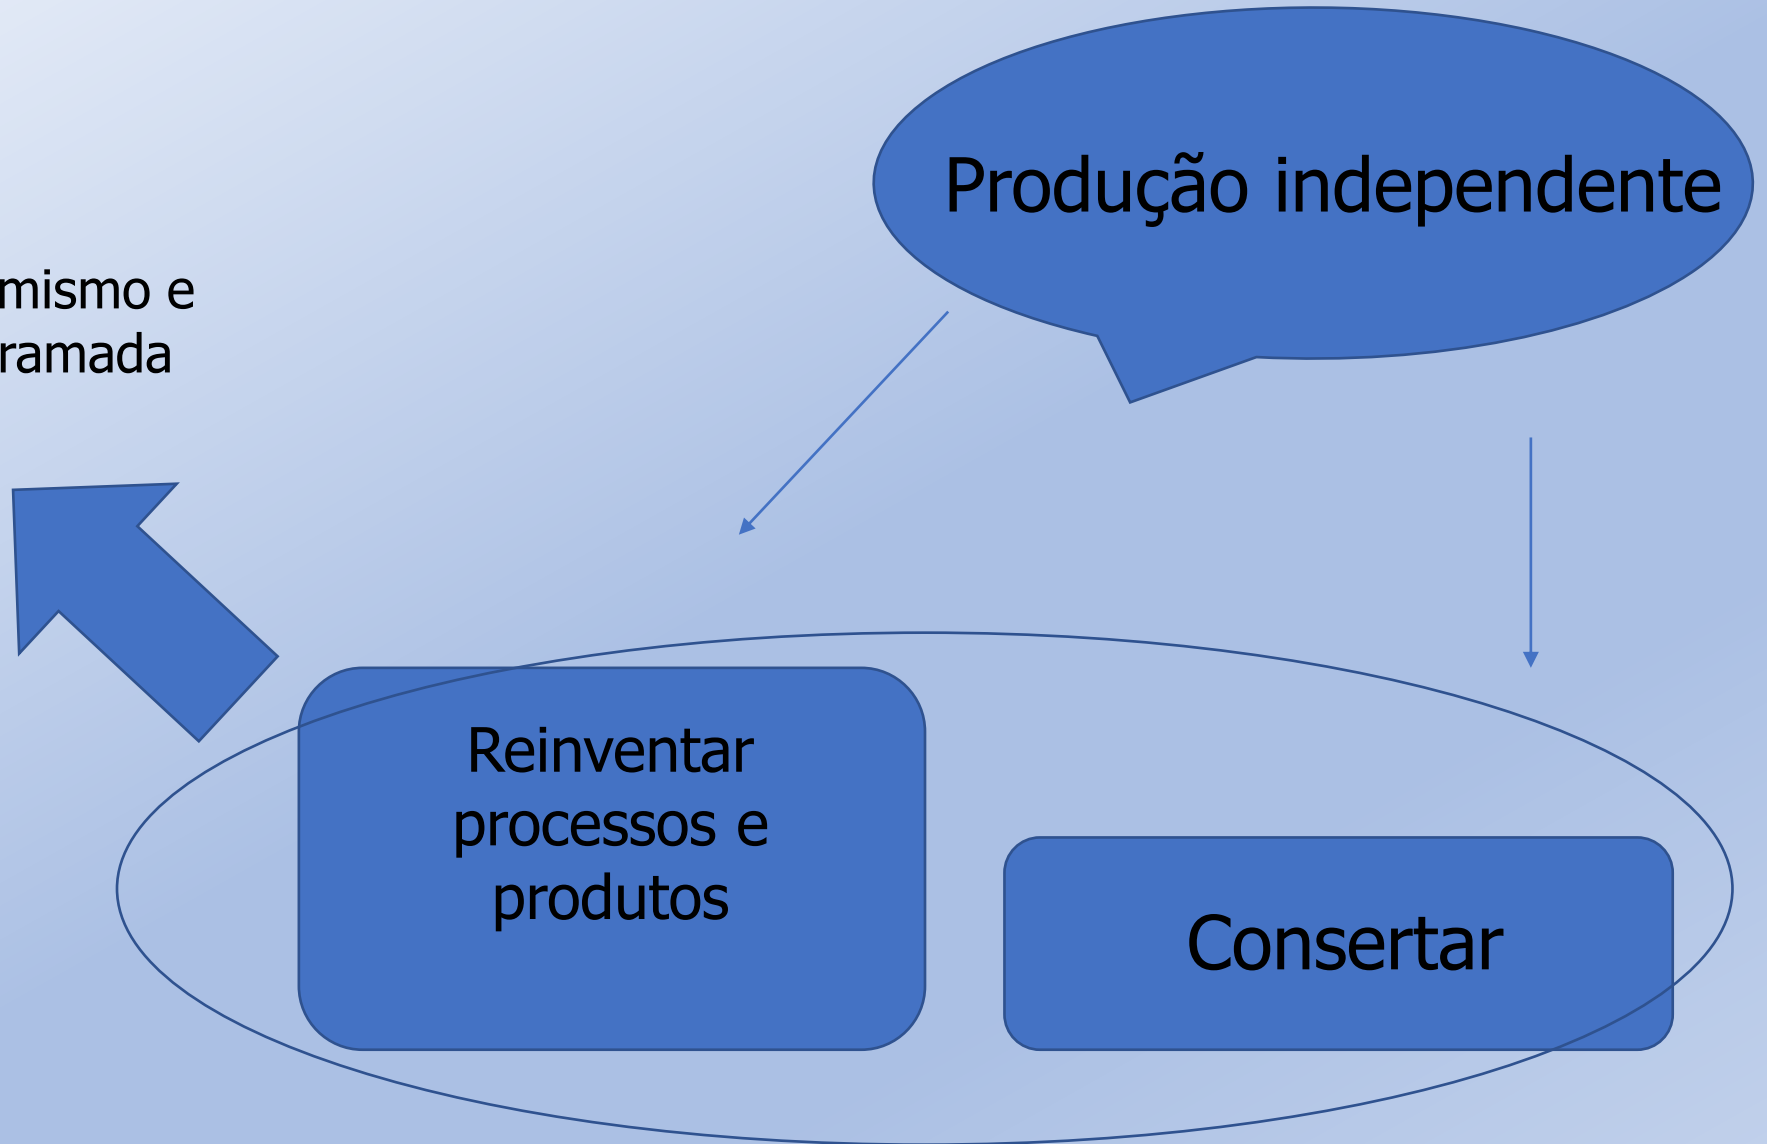 Produção independente
mismo e
ramada
Reinventar
processos e
produtos
Consertar